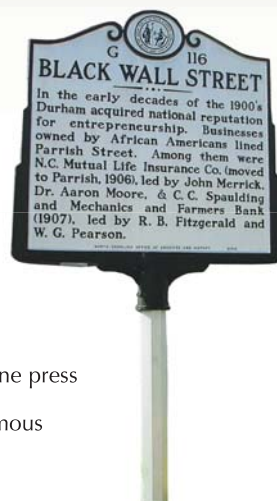 G 116
BLACK WALL STREET
In the early decades of the 1900's
Durham acquired national reputation
for entrepreneurship. Businesses
owned by African Americans lined
Parrish Street. Among them were
N.C. Mutual Life Insurance Co. (moved
to Parrish, 1906), led by John Merrick,
Dr. Aaron Moore, & C. C. Spaulding
and Mechanics and Farmers Bank
(1907), led by R. B. Fitzgerald and
W. G. Pearson.
ne press
nous